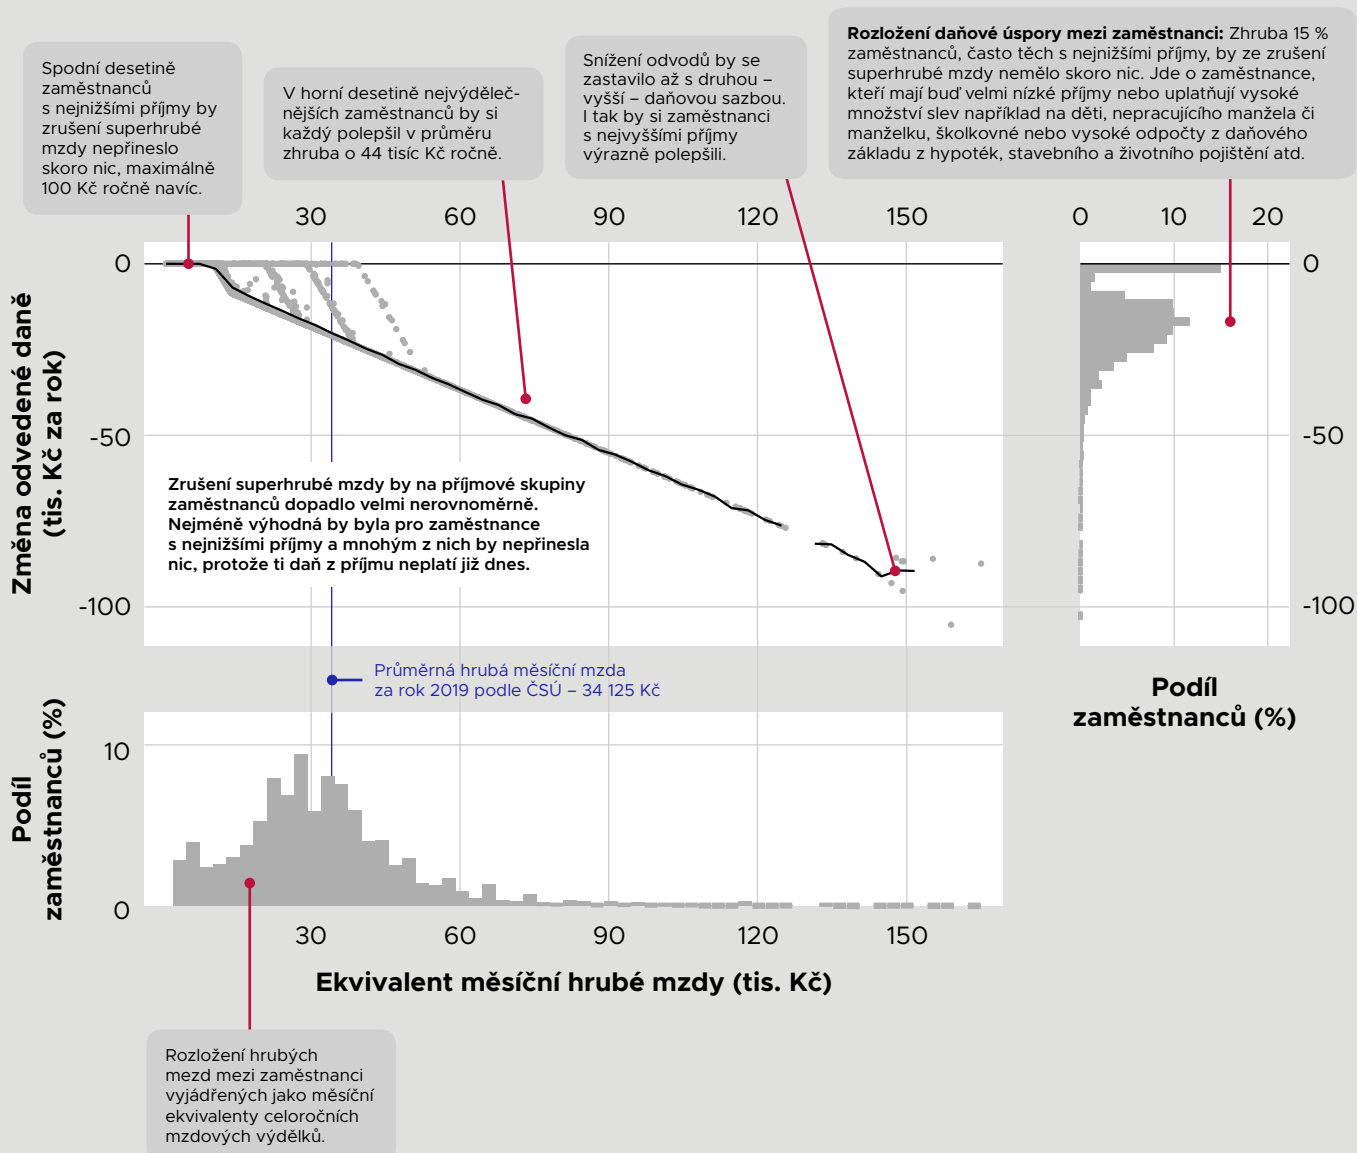 Spodní desetině
zaměstnanců
s nejnižšími příjmy by
zrušení superhrubé
mzdy nepřineslo
skoro nic, maximálně
100 Kč ročně navíc.
V horní desetině nejvýděleč-
nějších zaměstnanců by si
každý polepšil v průměru
zhruba o 44 tisíc Kč ročně.
Snížení odvodů by se
zastavilo až s druhou –
vyšší – daňovou sazbou.
I tak by si zaměstnanci
s nejvyššími příjmy
výrazně polepšili.
Rozložení daňové úspory mezi zaměstnanci: Zhruba 15 %
zaměstnanců, často těch s nejnižšími příjmy, by ze zrušení
superhrubé mzdy nemělo skoro nic. Jde o zaměstnance,
kteří mají buď velmi nízké příjmy nebo uplatňují vysoké
množství slev například na děti, nepracujícího manžela či
manželku, školkovné nebo vysoké odpočty z daňového
základu z hypoték, stavebního a životního pojištění atd.
30 60 90 120 150
0 10 20
Změna odvedené daně
(tis. Kč za rok)
0
-50
-100
0
-50
-100
Zrušení superhrubé mzdy by na příjmové skupiny
zaměstnanců dopadlo velmi nerovnoměrně.
Nejméně výhodná by byla pro zaměstnance
s nejnižšími příjmy a mnohým z nich by nepřinesla
nic, protože ti daň z příjmu neplatí již dnes.
Průměrná hrubá měsíční mzda
za rok 2019 podle ČSÚ – 34 125 Kč
Podíl
zaměstnanců (%)
Podíl
zaměstnanců (%)
10
0
30 60 90 120 150
Ekvivalent měsíční hrubé mzdy (tis. Kč)
Rozložení hrubých
mezd mezi zaměstnanci
vyjádřených jako měsíční
ekvivalenty celoročních
mzdových výdělků.